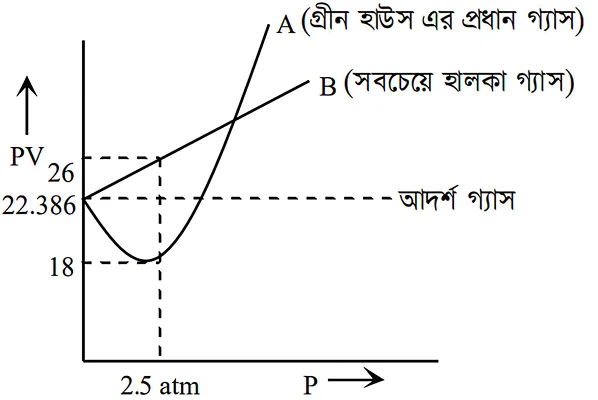 A (গ্রীন হাউস এর প্রধান গ্যাস)
B (সবচেয়ে হালকা গ্যাস)
PV
26
22.386
আদর্শ গ্যাস
18
2.5 atm
P